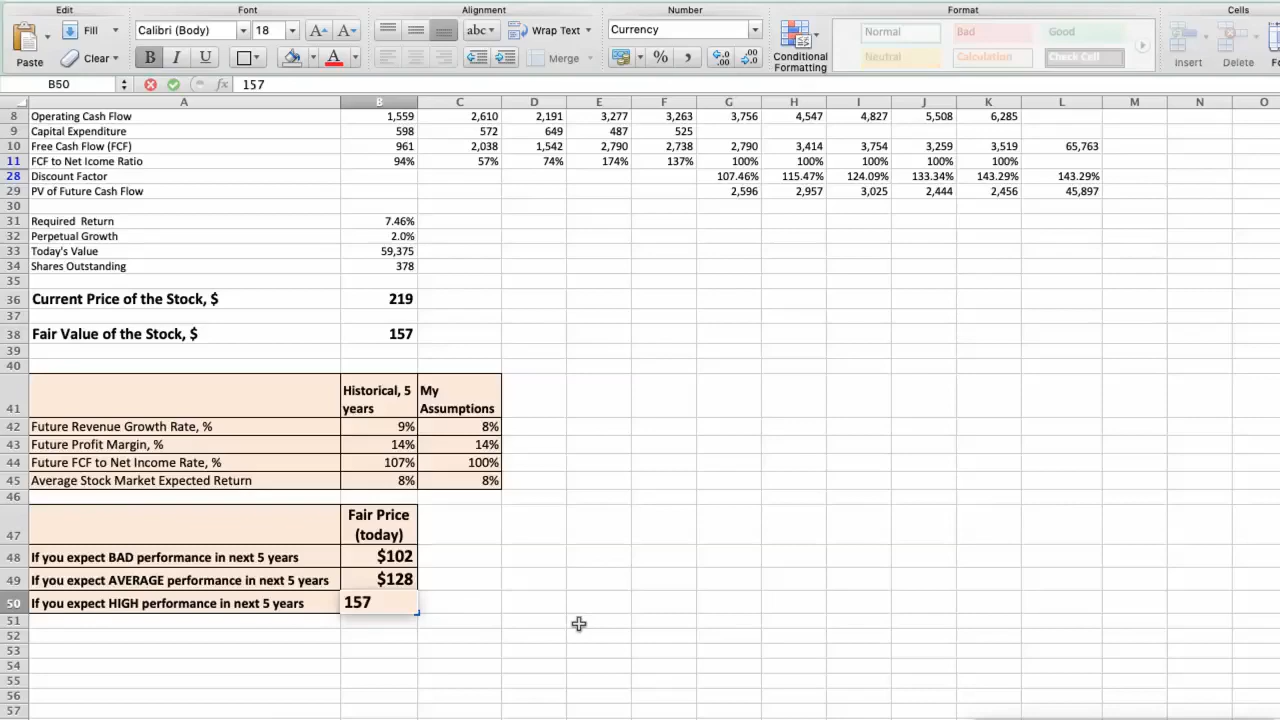 Edit Font Alignment Number Format Cells
Fill Calibri (Body) 18 A A abc Wrap Text Currency Normal Bad Good
Paste Clear B I U A Merge % , Conditional Formatting Neutral Calculation Check Cell Insert Delete
B50 fx 157
A B C D E F G H I J K L M N O
8 Operating Cash Flow 1,559 2,610 2,191 3,277 3,263 3,756 4,547 4,827 5,508 6,285
9 Capital Expenditure 598 572 649 487 525
10 Free Cash Flow (FCF) 961 2,038 1,542 2,790 2,738 2,790 3,414 3,754 3,259 3,519 65,763
11 FCF to Net Income Ratio 94% 57% 74% 174% 137% 100% 100% 100% 100% 100%
28 Discount Factor 107.46% 115.47% 124.09% 133.34% 143.29% 143.29%
29 PV of Future Cash Flow 2,596 2,957 3,025 2,444 2,456 45,897
30
31 Required Return 7.46%
32 Perpetual Growth 2.0%
33 Today's Value 59,375
34 Shares Outstanding 378
35
36 Current Price of the Stock, $ 219
37
38 Fair Value of the Stock, $ 157
39
40
41 Historical, 5 years My Assumptions
42 Future Revenue Growth Rate, % 9% 8%
43 Future Profit Margin, % 14% 14%
44 Future FCF to Net Income Rate, % 107% 100%
45 Average Stock Market Expected Return 8% 8%
46
47 Fair Price (today)
48 If you expect BAD performance in next 5 years $102
49 If you expect AVERAGE performance in next 5 years $128
50 If you expect HIGH performance in next 5 years 157
51
52
53
54
55
56
57